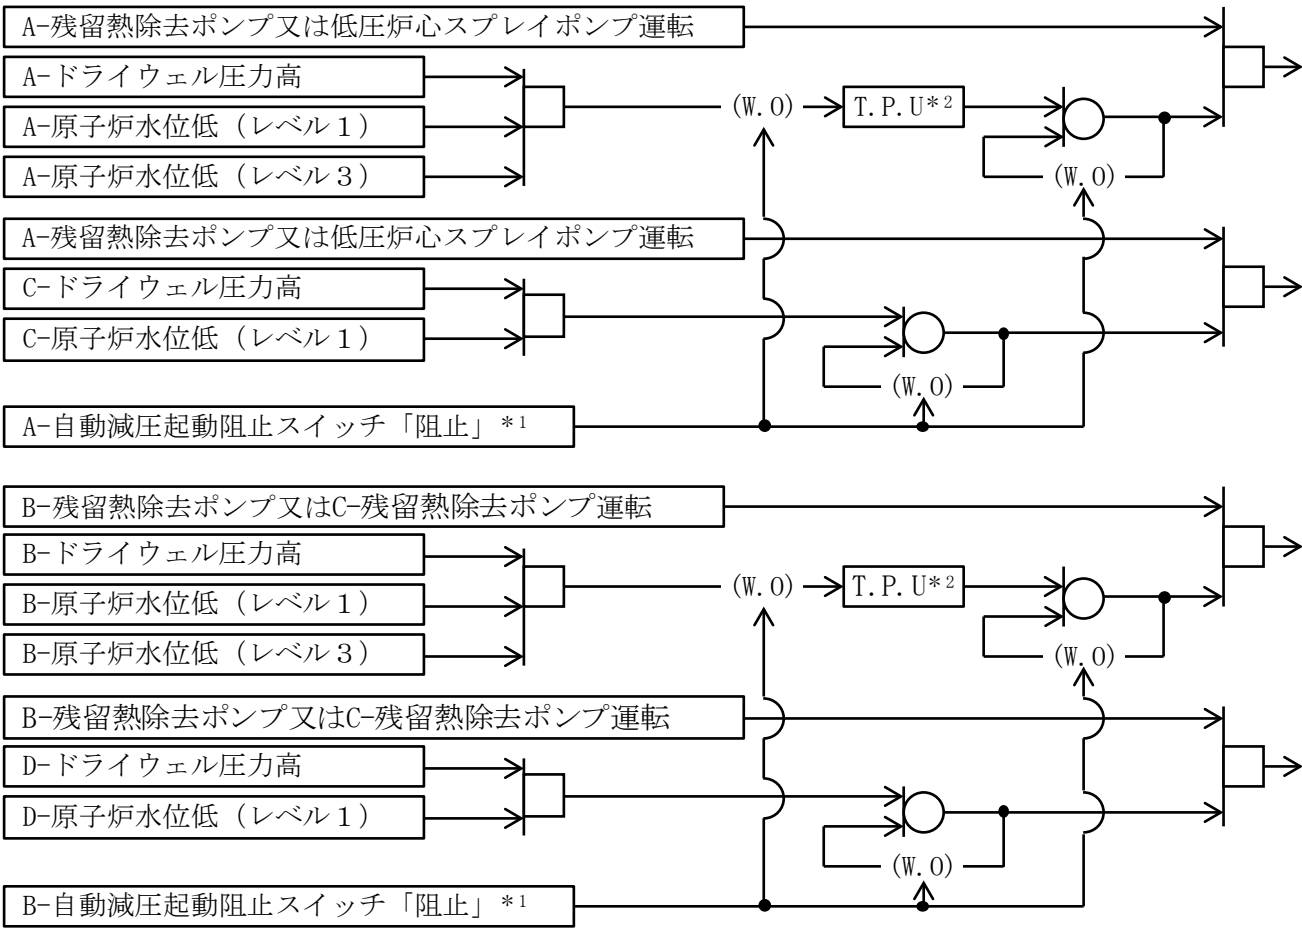 A-残留熱除去ポンプ又は低圧炉心スプレイポンプ運転
A-ドライウェル圧力高
A-原子炉水位低（レベル１）
A-原子炉水位低（レベル３）
(W.O)
T.P.U*2
(W.O)
A-残留熱除去ポンプ又は低圧炉心スプレイポンプ運転
C-ドライウェル圧力高
C-原子炉水位低（レベル１）
(W.O)
A-自動減圧起動阻止スイッチ「阻止」*1
B-残留熱除去ポンプ又はC-残留熱除去ポンプ運転
B-ドライウェル圧力高
B-原子炉水位低（レベル１）
B-原子炉水位低（レベル３）
(W.O)
T.P.U*2
(W.O)
B-残留熱除去ポンプ又はC-残留熱除去ポンプ運転
D-ドライウェル圧力高
D-原子炉水位低（レベル１）
(W.O)
B-自動減圧起動阻止スイッチ「阻止」*1